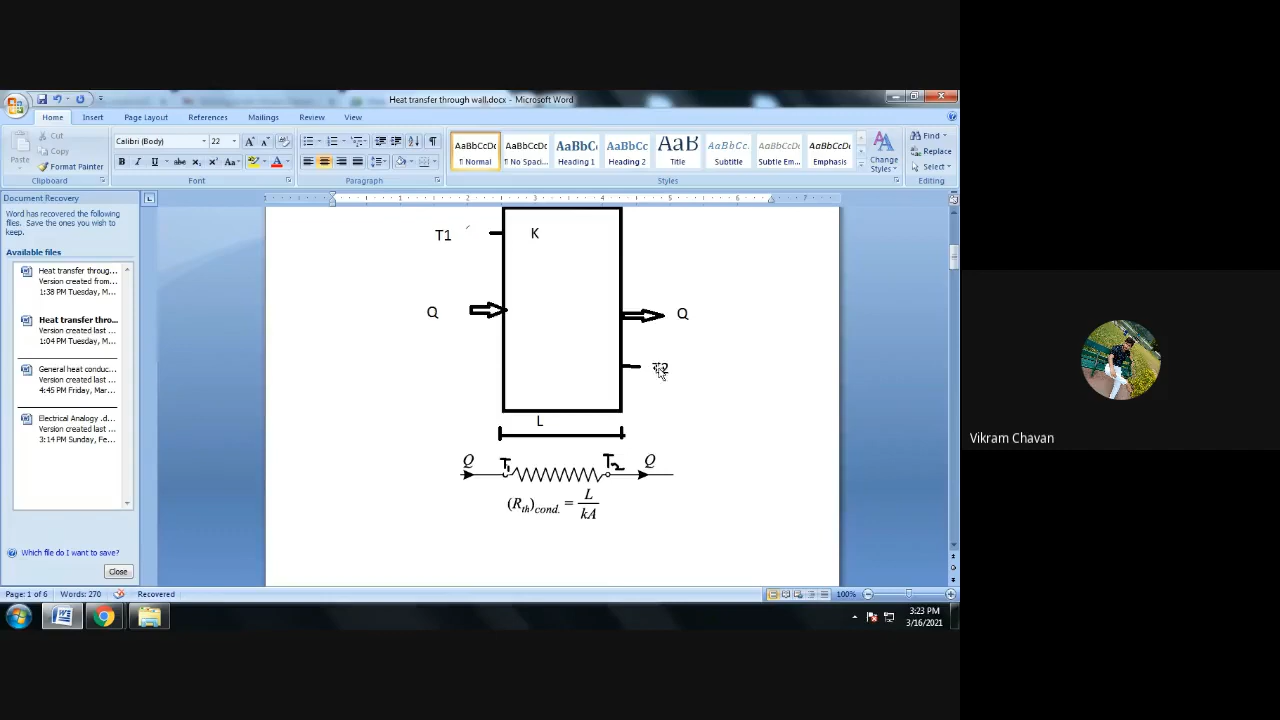 Heat transfer through wall.docx - Microsoft Word
Home Insert Page Layout References Mailings Review View
Cut
Copy
Format Painter
Paste
Clipboard
Calibri (Body) 22
Font
Paragraph
AaBbCcDc AaBbCcDc AaBbCc AaBbCc AaB AaBbCc. AaBbCcDc AaBbCcDc
¶ Normal ¶ No Spaci... Heading 1 Heading 2 Title Subtitle Subtle Em... Emphasis
Change Styles
Styles
Find
Replace
Select
Editing
Document Recovery
Word has recovered the following
files. Save the ones you wish to
keep.
Available files
Heat transfer throug...
Version created from...
1:38 PM Tuesday, M...
Heat transfer thro...
Version created last ...
1:04 PM Tuesday, M...
General heat conduc...
Version created last ...
4:45 PM Friday, Mar...
Electrical Analogy .d...
Version created last ...
3:14 PM Sunday, Fe...
Which file do I want to save?
Close
T1 K
Q Q
L
Q T1 T2 Q
(Rth)cond. = L/kA
Page: 1 of 6 Words: 270 Recovered 100%
3:23 PM
3/16/2021
Vikram Chavan